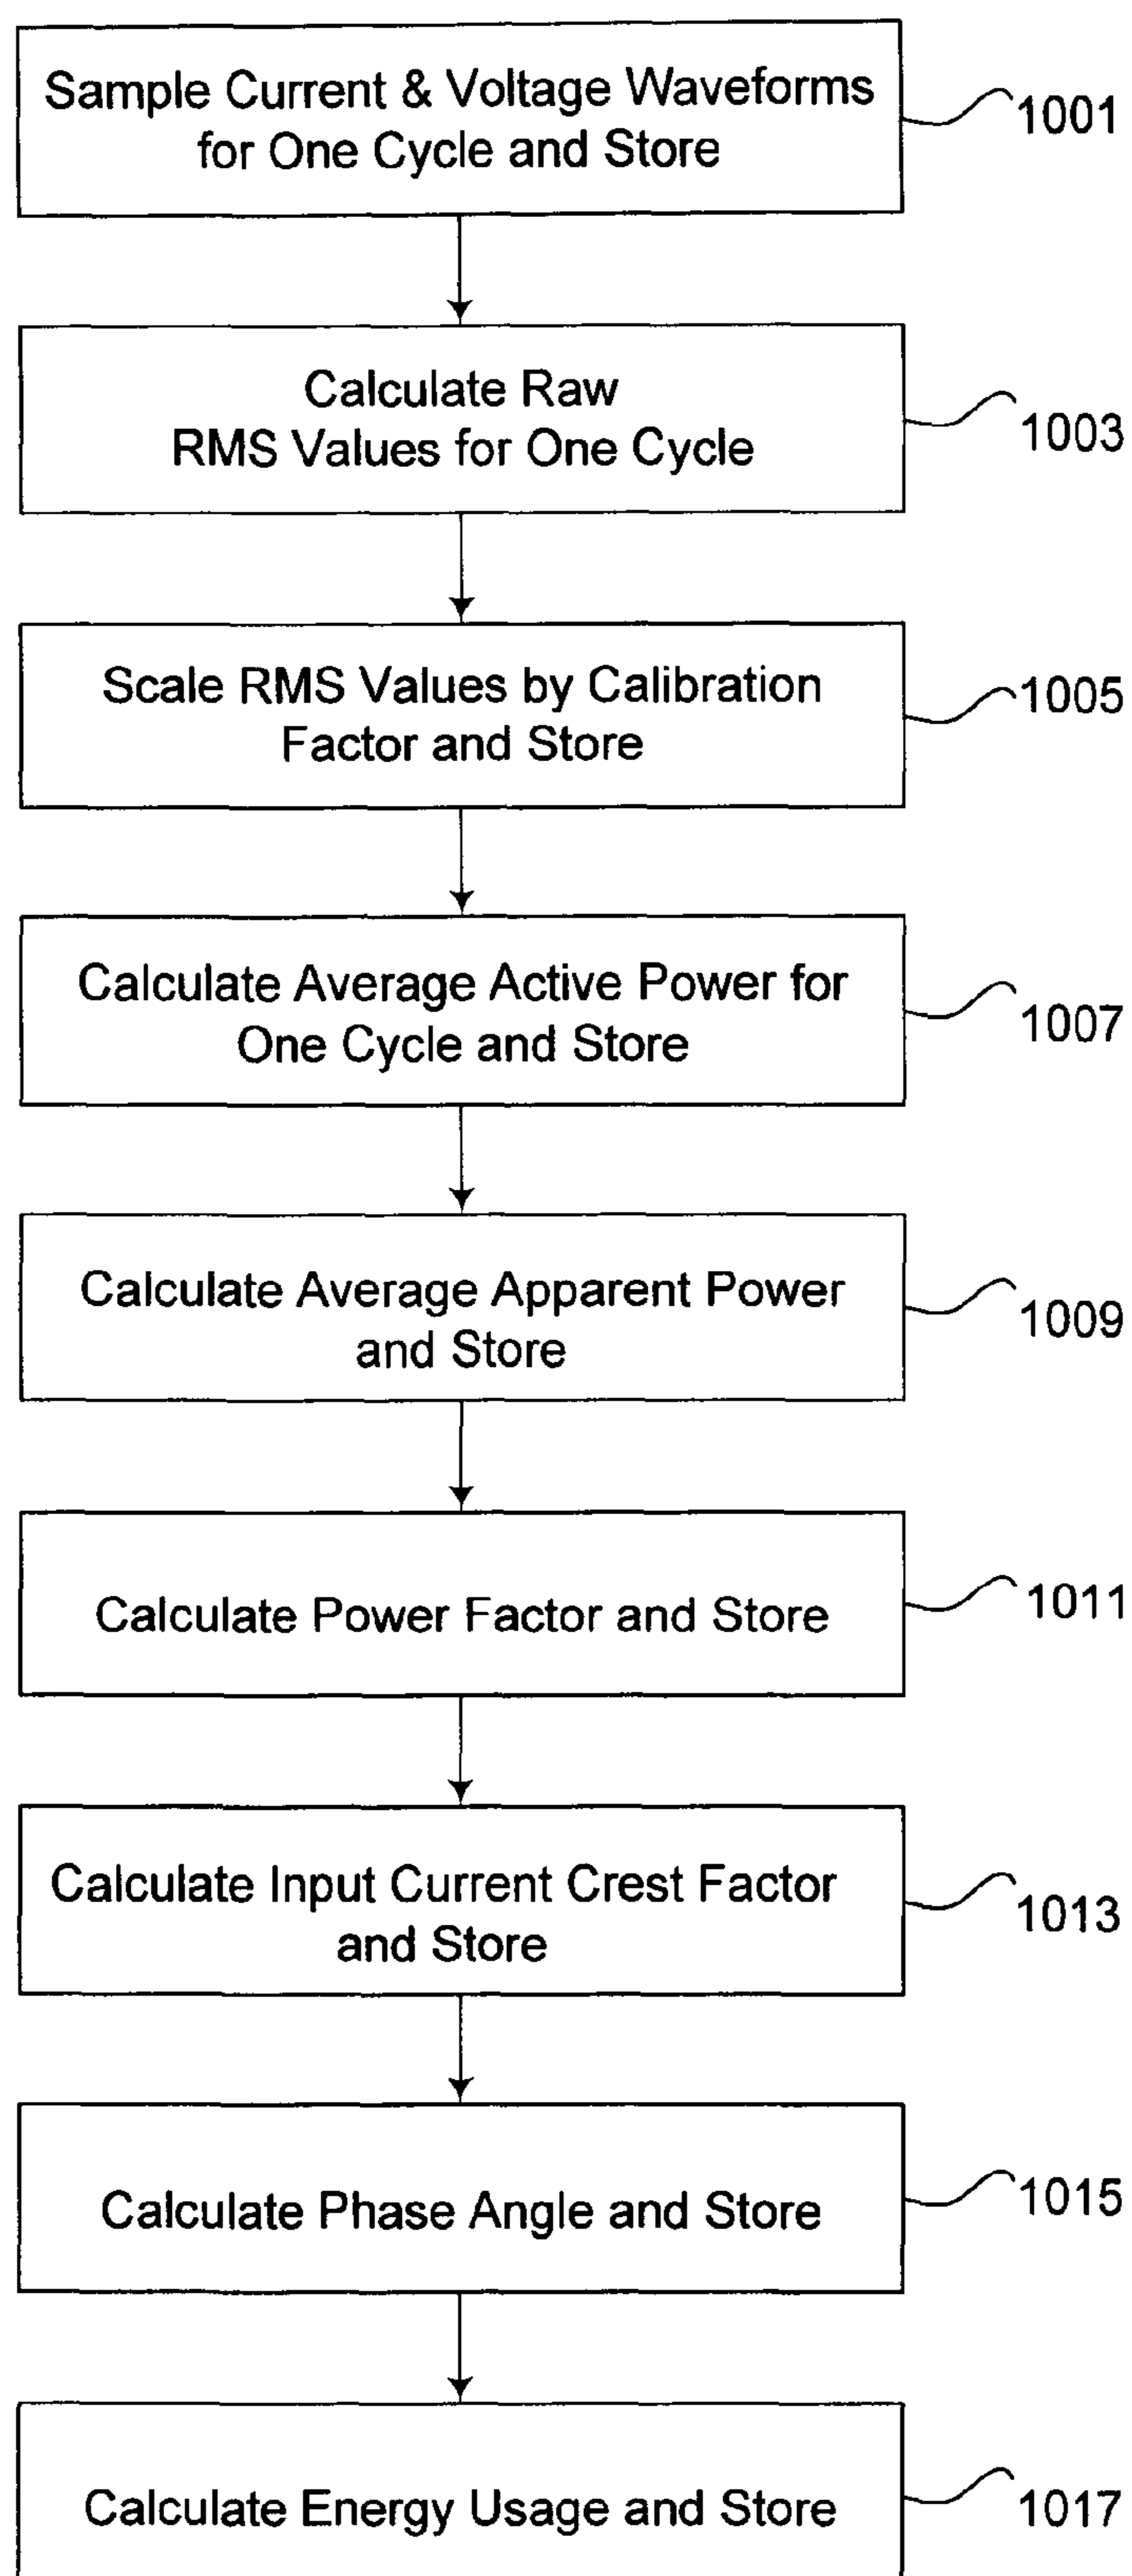 Sample Current & Voltage Waveforms
for One Cycle and Store
1001
Calculate Raw
RMS Values for One Cycle
1003
Scale RMS Values by Calibration
Factor and Store
1005
Calculate Average Active Power for
One Cycle and Store
1007
Calculate Average Apparent Power
and Store
1009
Calculate Power Factor and Store
1011
Calculate Input Current Crest Factor
and Store
1013
Calculate Phase Angle and Store
1015
Calculate Energy Usage and Store
1017